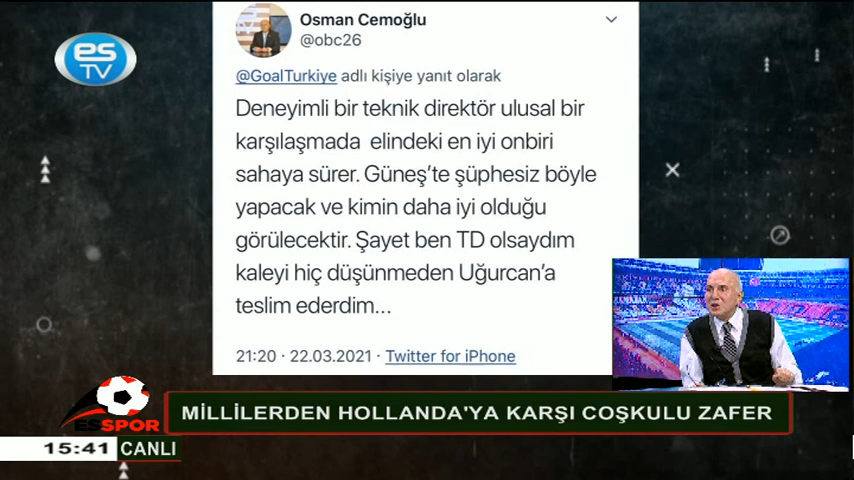 es
TV
Osman Cemoğlu
@obc26
@GoalTurkiye adlı kişiye yanıt olarak
Deneyimli bir teknik direktör ulusal bir
karşılaşmada elindeki en iyi onbiri
sahaya sürer. Güneş'te şüphesiz böyle
yapacak ve kimin daha iyi olduğu
görülecektir. Şayet ben TD olsaydım
kaleyi hiç düşünmeden Uğurcan'a
teslim ederdim...
21:20 · 22.03.2021 · Twitter for iPhone
ESSPOR
MİLLİLERDEN HOLLANDA'YA KARŞI COŞKULU ZAFER
15:41 CANLI